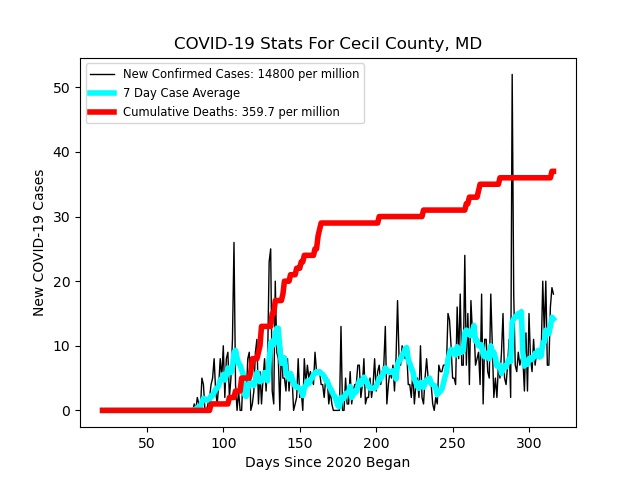 COVID-19 Stats For Cecil County, MD
New Confirmed Cases: 14800 per million
7 Day Case Average
Cumulative Deaths: 359.7 per million
New COVID-19 Cases
50
40
30
20
10
0
50 100 150 200 250 300
Days Since 2020 Began